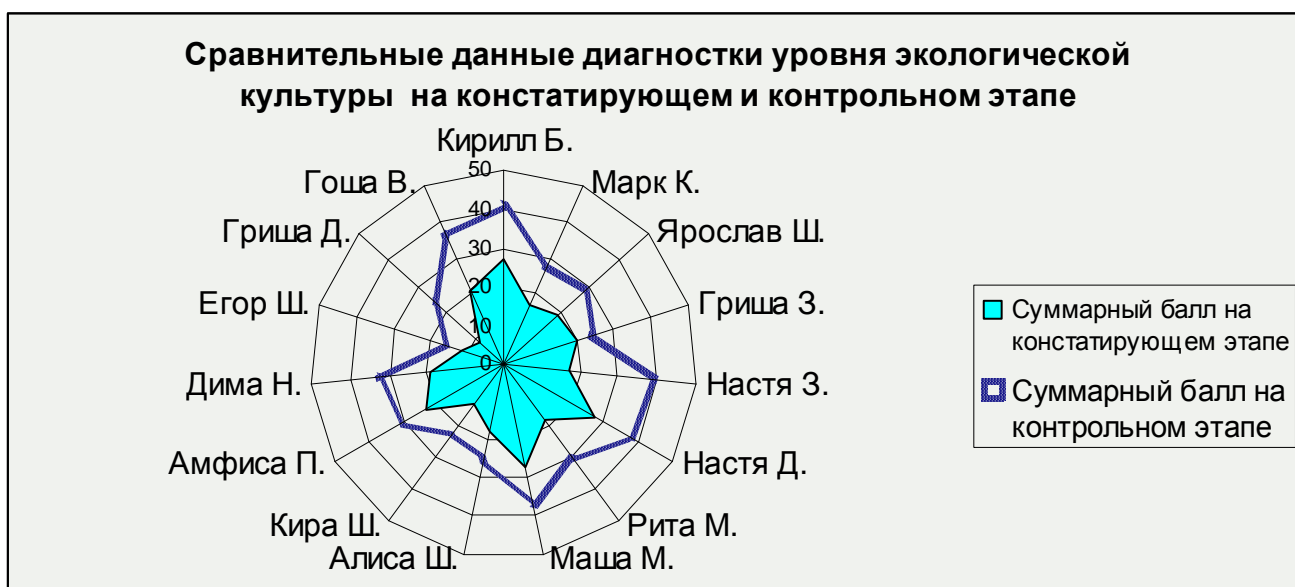 Сравнительные данные диагностки уровня экологической
культуры на констатирующем и контрольном этапе
Кирилл Б.
Марк К.
Ярослав Ш.
Гриша З.
Настя З.
Настя Д.
Рита М.
Маша М.
Алиса Ш.
Кира Ш.
Амфиса П.
Дима Н.
Егор Ш.
Гриша Д.
Гоша В.
50
40
30
20
10
0
Суммарный балл на
констатирующем этапе
Суммарный балл на
контрольном этапе